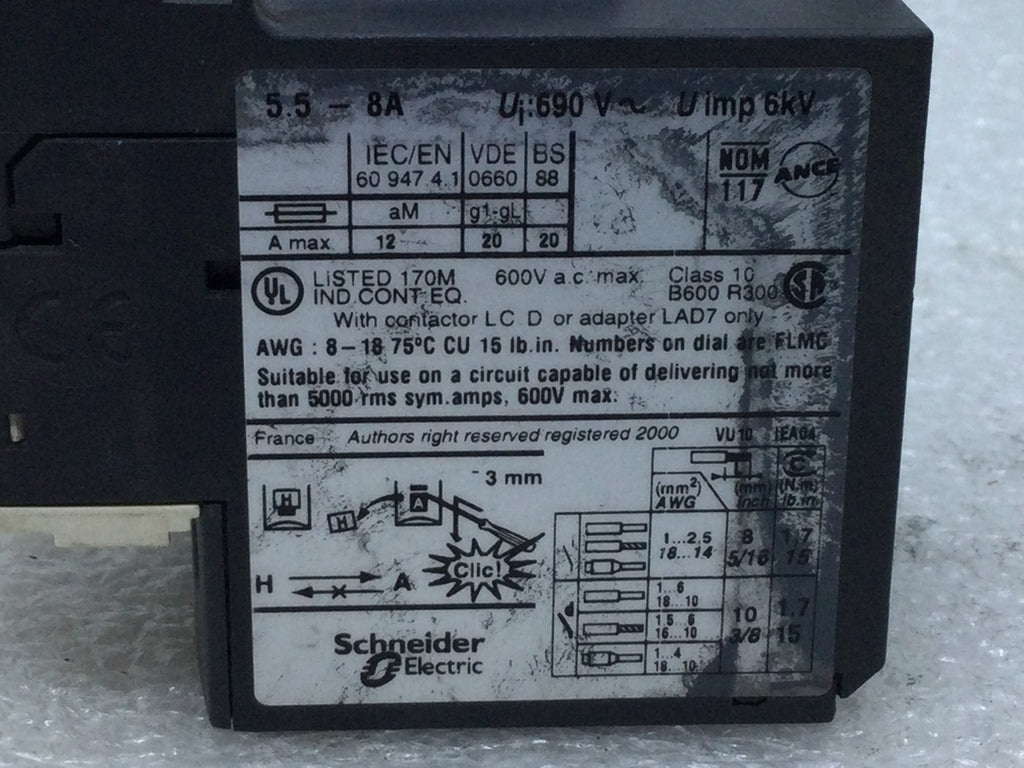 5.5 – 8A Ui:690 V~ U imp 6kV
IEC/EN VDE BS
60 947 4.1 0660 88
NOM
117
ANCE
aM g1-gL
A max 12 20 20
UL LISTED 170M 600V a.c. max. Class 10
IND.CONT.EQ. B600 R300
With contactor LC D or adapter LAD7 only
AWG : 8–18 75°C CU 15 lb.in. Numbers on dial are FLMC
Suitable for use on a circuit capable of delivering not more
than 5000 rms sym.amps, 600V max.
France Authors right reserved registered 2000 VU10 IEA04
3 mm
(mm²) (mm) (N.m)
AWG Inch lb.in
H H A
1...2.5 8 1.7
18...14 5/16 15
Clic!
H A
1...6
18...10
1.5 6 10 1.7
16...10 3/8 15
1...4
18...10
Schneider
Electric
CE